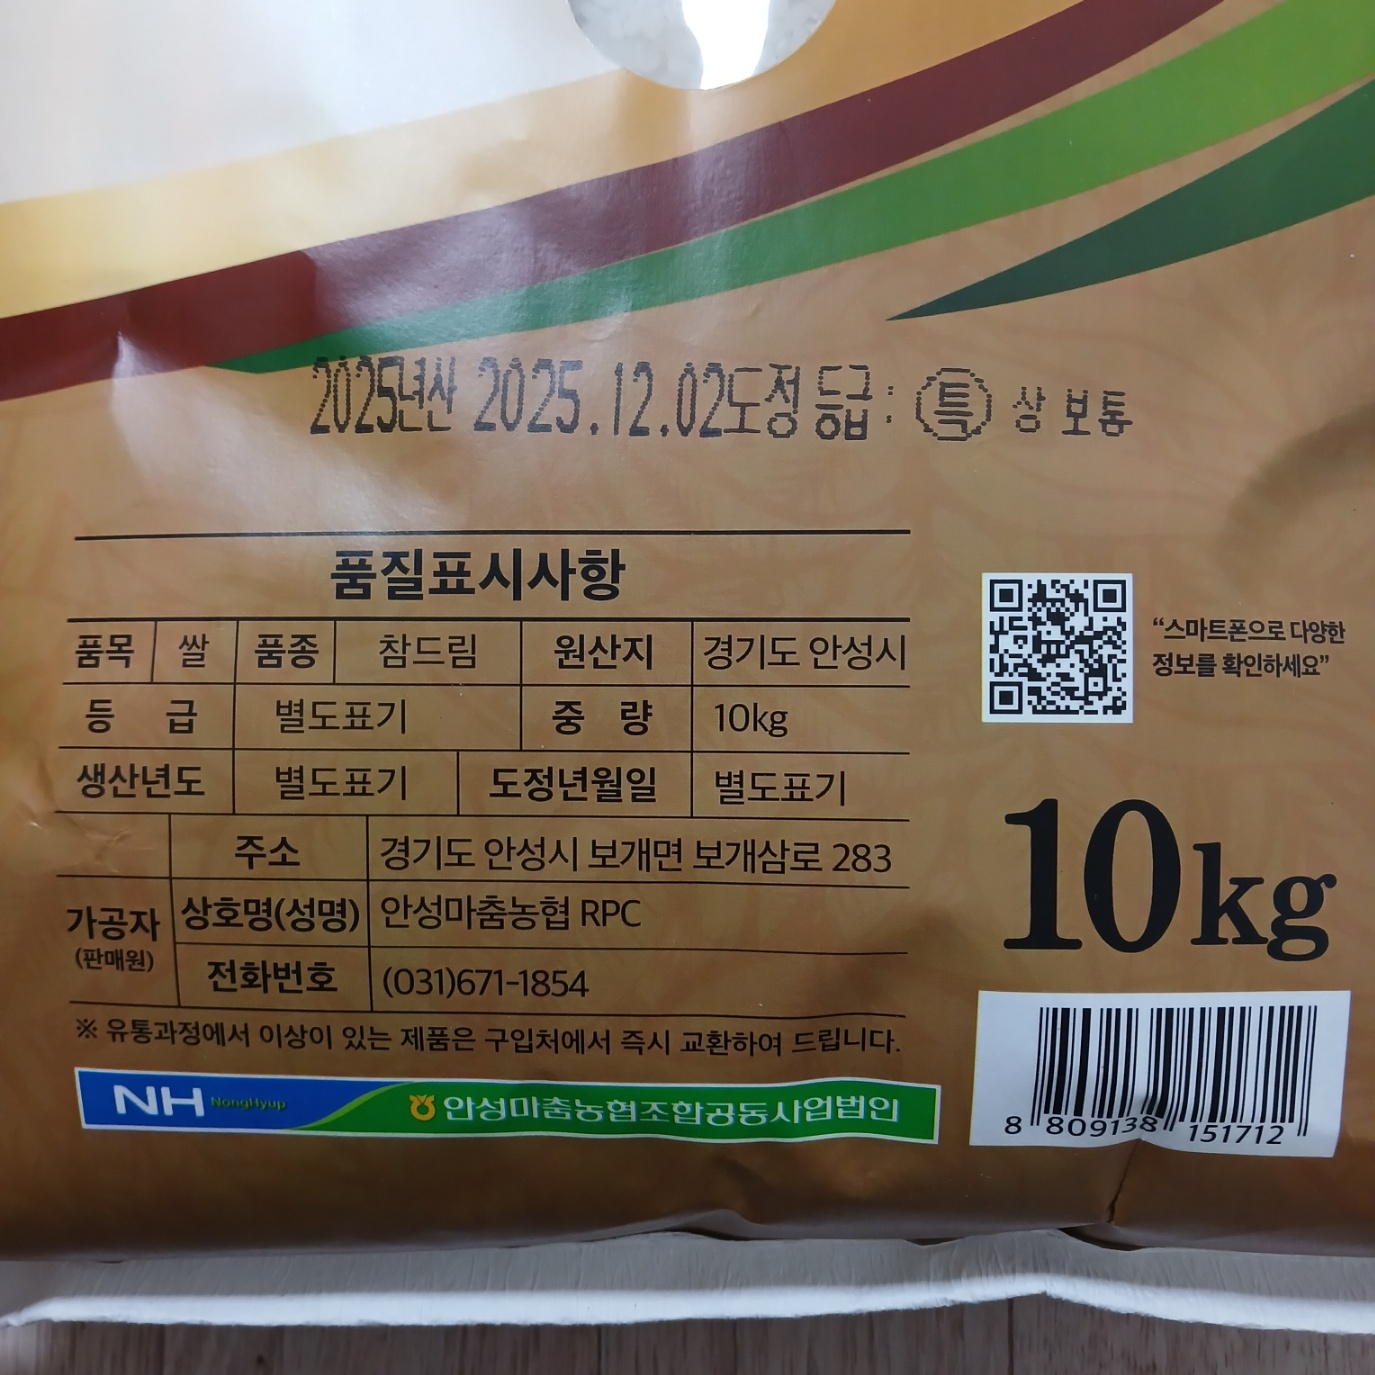 2025년산 2025.12.02도정 등급: 특 상 보통
품질표시사항
품목 쌀 품종 참드림 원산지 경기도 안성시
등 급 별도표기 중 량 10kg
생산년도 별도표기 도정년월일 별도표기
주소 경기도 안성시 보개면 보개삼로 283
가공자 상호명(성명) 안성마춤농협 RPC
(판매원)
전화번호 (031)671-1854
※ 유통과정에서 이상이 있는 제품은 구입처에서 즉시 교환하여 드립니다.
NH NongHyup 안성마춤농협조합공동사업법인
“스마트폰으로 다양한
정보를 확인하세요”
10kg
8 809138 151712